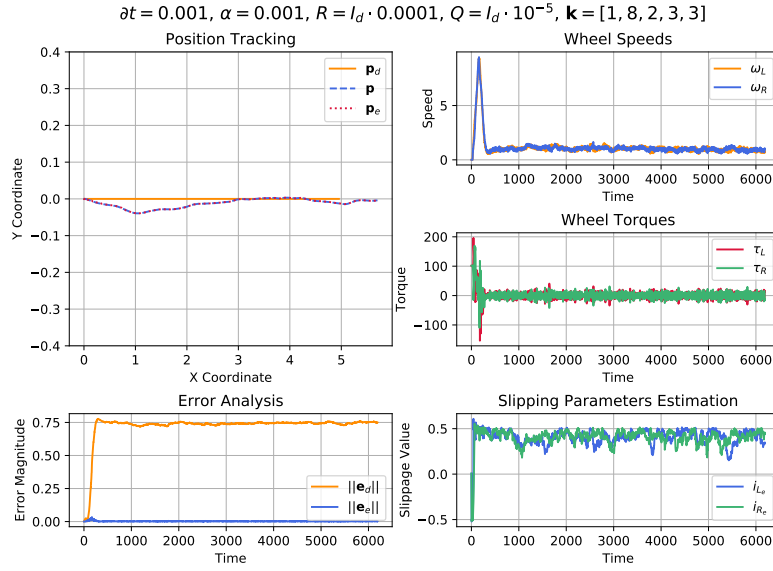 ∂t = 0.001, α = 0.001, R = I_d · 0.0001, Q = I_d · 10⁻⁵, k = [1, 8, 2, 3, 3]
Position Tracking
0.4
0.3
0.2
0.1
0.0
−0.1
−0.2
−0.3
−0.4
Y Coordinate
p_d
p
p_e
0 1 2 3 4 5
X Coordinate
Wheel Speeds
5
0
Speed
ω_L
ω_R
0 1000 2000 3000 4000 5000 6000
Time
Wheel Torques
200
100
0
−100
Torque
τ_L
τ_R
0 1000 2000 3000 4000 5000 6000
Time
Error Analysis
0.75
0.50
0.25
0.00
Error Magnitude
||e_d||
||e_e||
0 1000 2000 3000 4000 5000 6000
Time
Slipping Parameters Estimation
0.5
0.0
−0.5
Slippage Value
i_{L_e}
i_{R_e}
0 1000 2000 3000 4000 5000 6000
Time